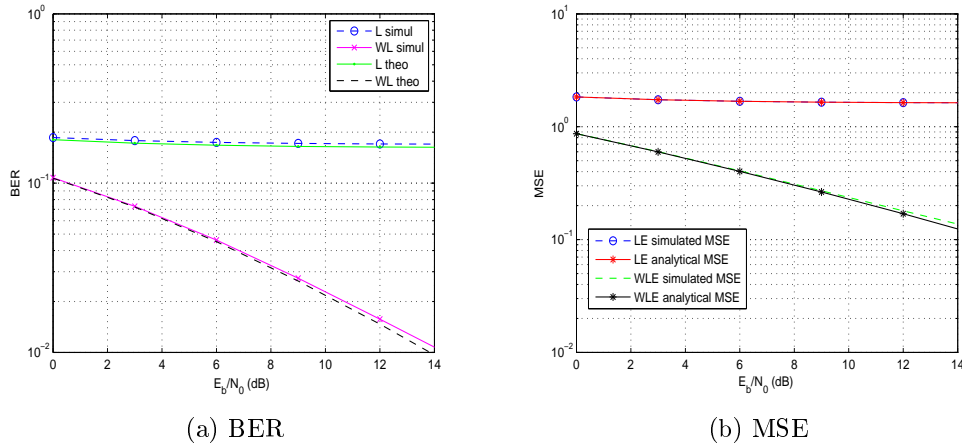 10^0
10^-1
10^-2
BER
0 2 4 6 8 10 12 14
E_b/N_0 (dB)
L simul
WL simul
L theo
WL theo
(a) BER
10^1
10^0
10^-1
10^-2
MSE
0 2 4 6 8 10 12 14
E_b/N_0 (dB)
LE simulated MSE
LE analytical MSE
WLE simulated MSE
WLE analytical MSE
(b) MSE